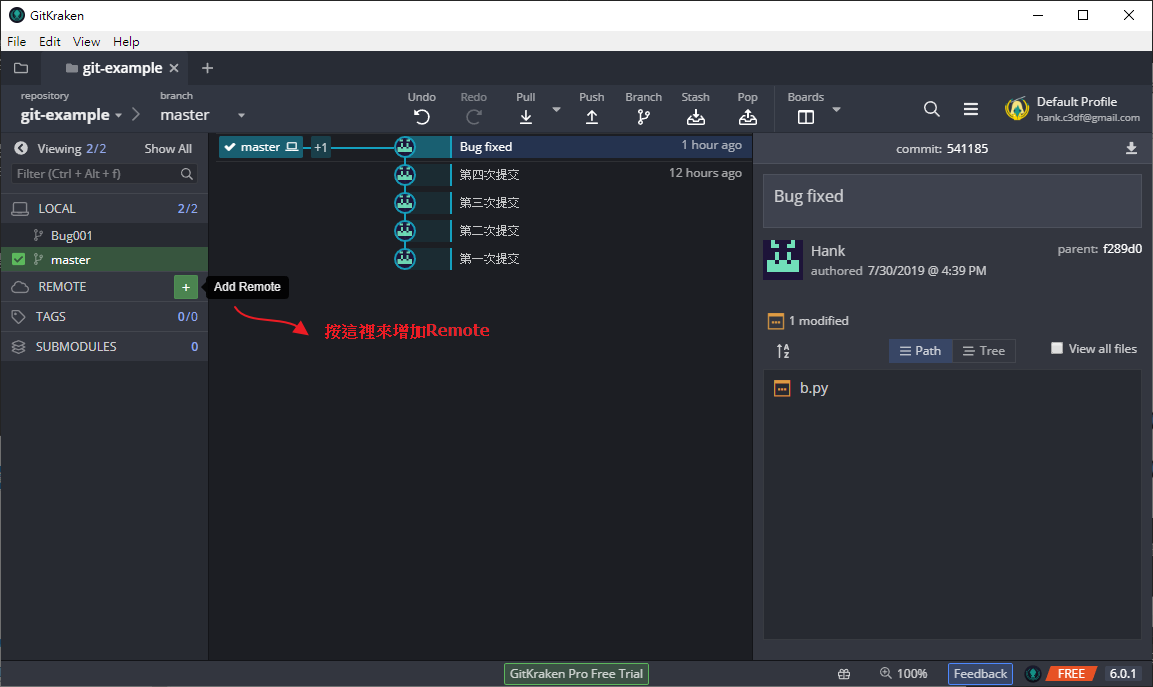 GitKraken
File Edit View Help
git-example
repository
git-example
branch
master
Undo
Redo
Pull
Push
Branch
Stash
Pop
Boards
Default Profile
hank.c3df@gmail.com
Viewing 2/2 Show All
Filter (Ctrl + Alt + f)
LOCAL 2/2
Bug001
master
REMOTE
Add Remote
TAGS 0/0
SUBMODULES 0
master +1 Bug fixed 1 hour ago
第四次提交 12 hours ago
第三次提交
第二次提交
第一次提交
按這裡來增加Remote
commit: 541185
Bug fixed
Hank
authored 7/30/2019 @ 4:39 PM
parent: f289d0
1 modified
Path Tree View all files
b.py
GitKraken Pro Free Trial
100%
Feedback
FREE
6.0.1